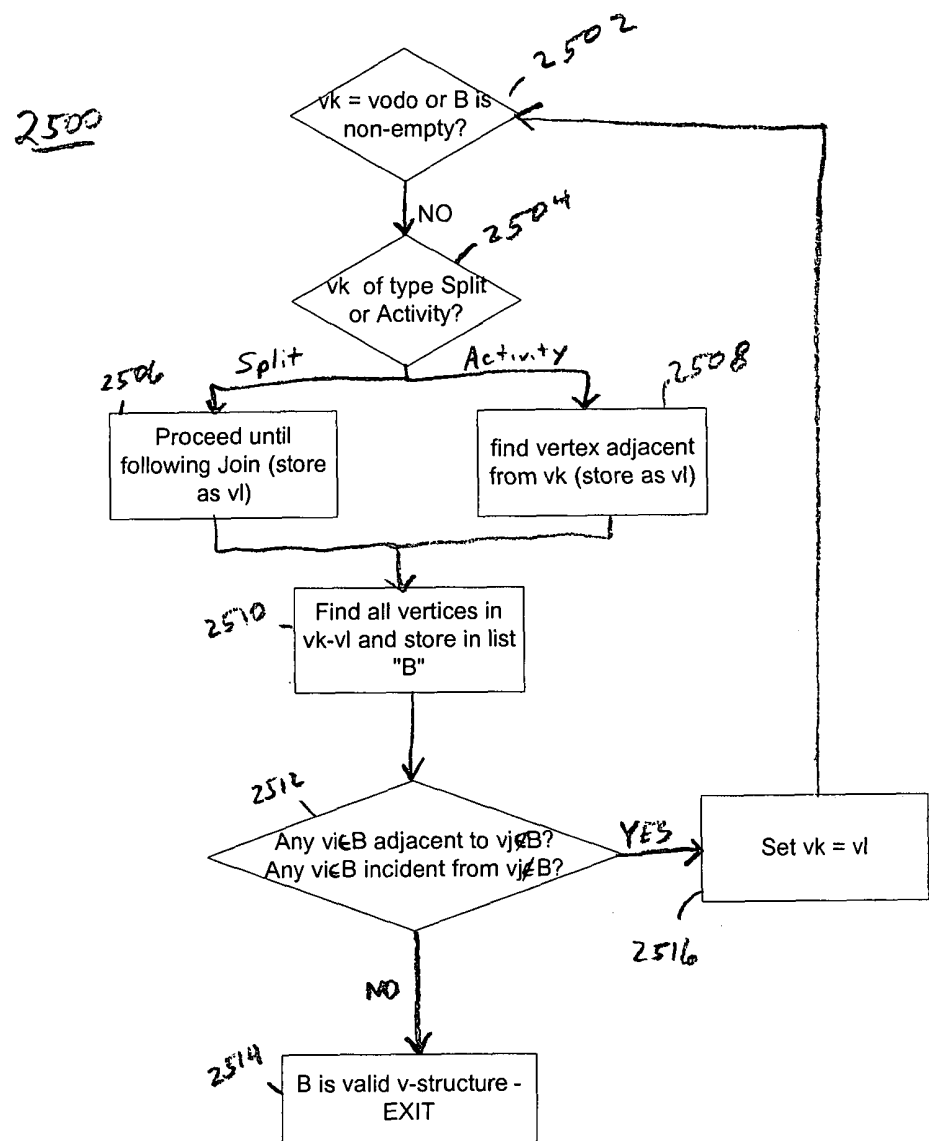 2500
2502
vk = vodo or B is
non-empty?
NO
2504
vk of type Split
or Activity?
Split
Activity
2506
Proceed until
following Join (store
as vl)
2508
find vertex adjacent
from vk (store as vl)
2510
Find all vertices in
vk-vl and store in list
"B"
2512
Any vi∈B adjacent to vj∉B?
Any vi∈B incident from vj∉B?
YES
Set vk = vl
2516
NO
2514
B is valid v-structure -
EXIT